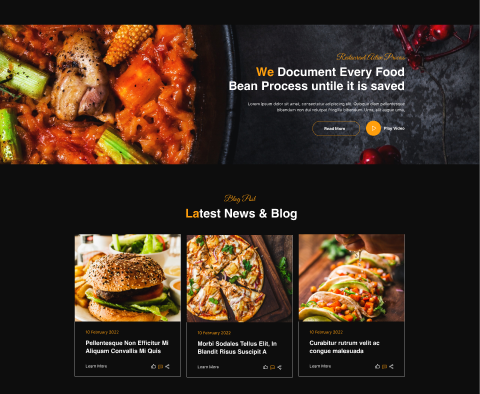 Restaurant Active Process
We Document Every Food
Bean Process untile it is saved
Lorem ipsum dolor sit amet, consectetur adipiscing elit. Quisque diam pellentesque
bibendum non dui volutpat fringilla bibendum. Urna, elit augue urna,
Read More
Play Video
Blog Post
Latest News & Blog
10 February 2022
Pellentesque Non Efficitur Mi
Aliquam Convallis Mi Quis
Learn More
10 February 2022
Morbi Sodales Tellus Elit, In
Blandit Risus Suscipit A
Learn More
10 February 2022
Curabitur rutrum velit ac
congue malesuada
Learn More